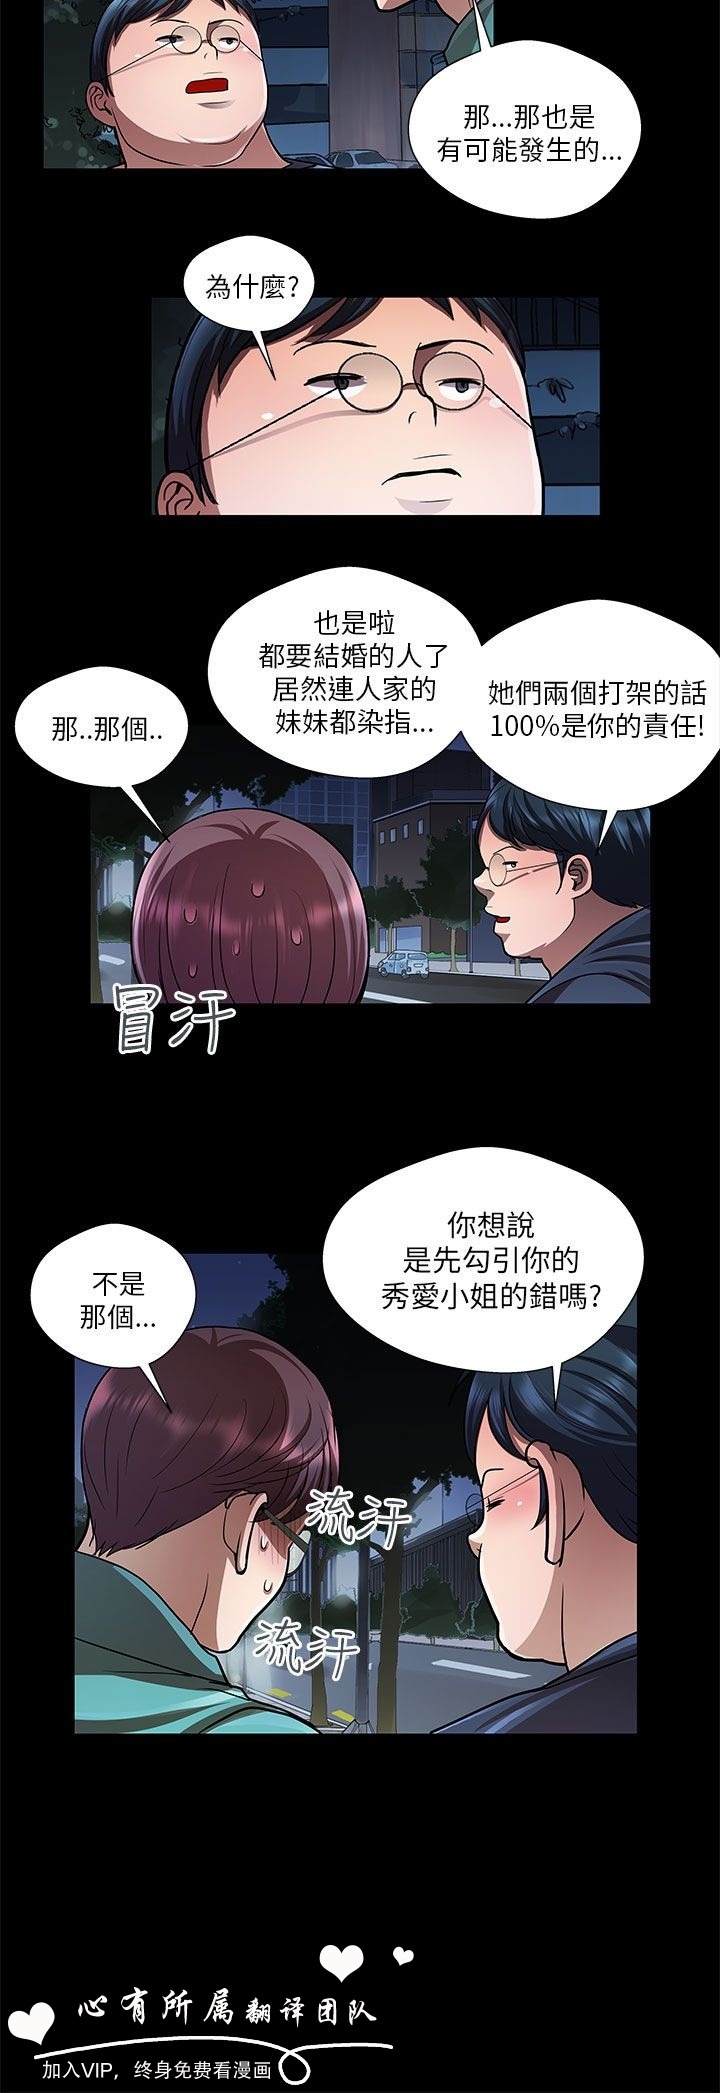 那...那也是
有可能發生的...
為什麼?
也是啦
都要結婚的人了
居然連人家的
妹妹都染指...
她們兩個打架的話
100%是你的責任!
那..那個..
冒汗
你想說
是先勾引你的
秀愛小姐的錯嗎?
不是
那個...
流汗
流汗
心有所属翻译团队
加入VIP，终身免费看漫画